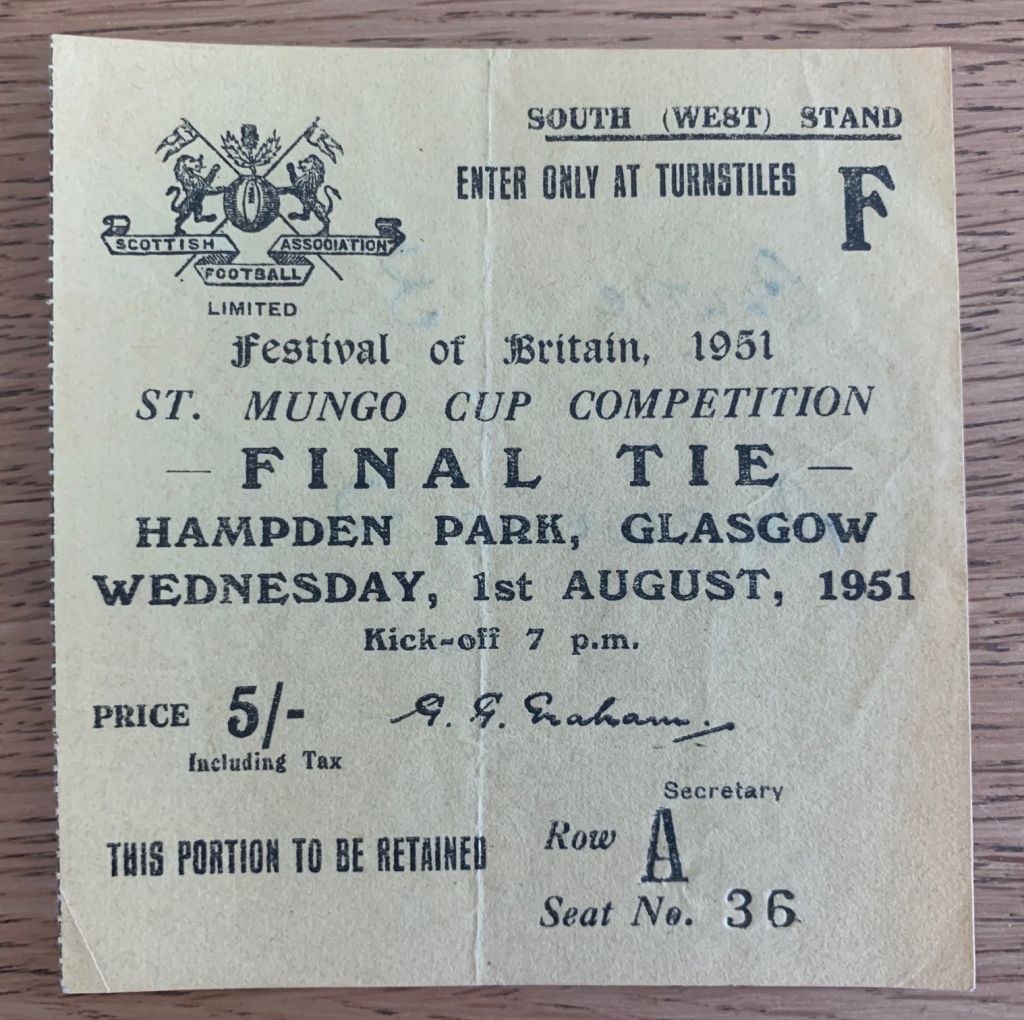 SOUTH (WEST) STAND
ENTER ONLY AT TURNSTILES F
SCOTTISH FOOTBALL ASSOCIATION
LIMITED
Festival of Britain, 1951
ST. MUNGO CUP COMPETITION
— FINAL TIE —
HAMPDEN PARK, GLASGOW
WEDNESDAY, 1st AUGUST, 1951
Kick-off 7 p.m.
PRICE 5/- G. G. Graham.
Including Tax
Secretary
THIS PORTION TO BE RETAINED
Row A
Seat No. 36